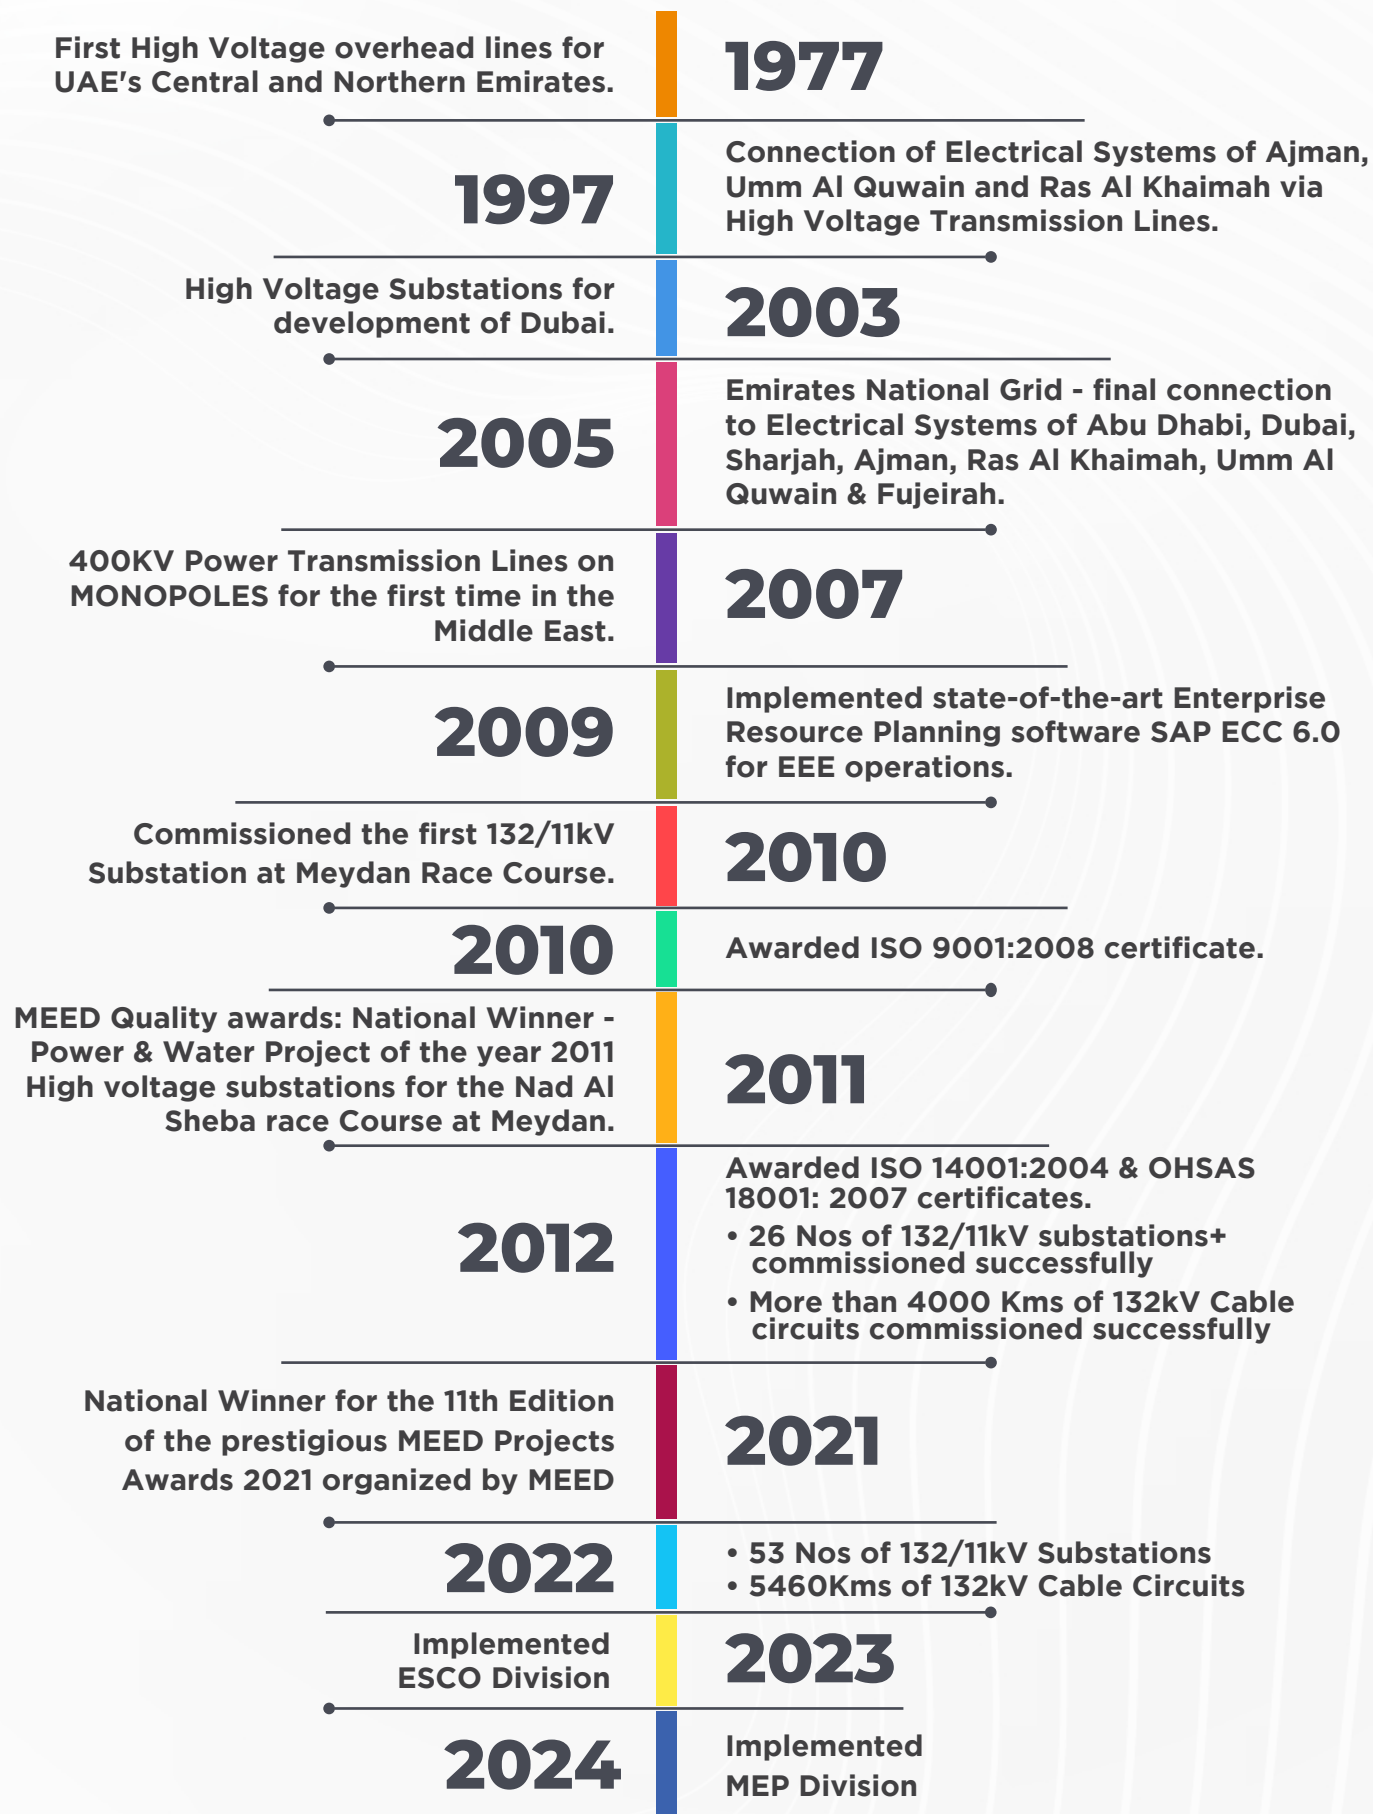 First High Voltage overhead lines for
UAE's Central and Northern Emirates.
1977
1997
Connection of Electrical Systems of Ajman,
Umm Al Quwain and Ras Al Khaimah via
High Voltage Transmission Lines.
High Voltage Substations for
development of Dubai.
2003
2005
Emirates National Grid - final connection
to Electrical Systems of Abu Dhabi, Dubai,
Sharjah, Ajman, Ras Al Khaimah, Umm Al
Quwain & Fujeirah.
400KV Power Transmission Lines on
MONOPOLES for the first time in the
Middle East.
2007
2009
Implemented state-of-the-art Enterprise
Resource Planning software SAP ECC 6.0
for EEE operations.
Commissioned the first 132/11kV
Substation at Meydan Race Course.
2010
2010
Awarded ISO 9001:2008 certificate.
MEED Quality awards: National Winner -
Power & Water Project of the year 2011
High voltage substations for the Nad Al
Sheba race Course at Meydan.
2011
2012
Awarded ISO 14001:2004 & OHSAS
18001: 2007 certificates.
• 26 Nos of 132/11kV substations+
commissioned successfully
• More than 4000 Kms of 132kV Cable
circuits commissioned successfully
National Winner for the 11th Edition
of the prestigious MEED Projects
Awards 2021 organized by MEED
2021
2022
• 53 Nos of 132/11kV Substations
• 5460Kms of 132kV Cable Circuits
Implemented
ESCO Division
2023
2024
Implemented
MEP Division